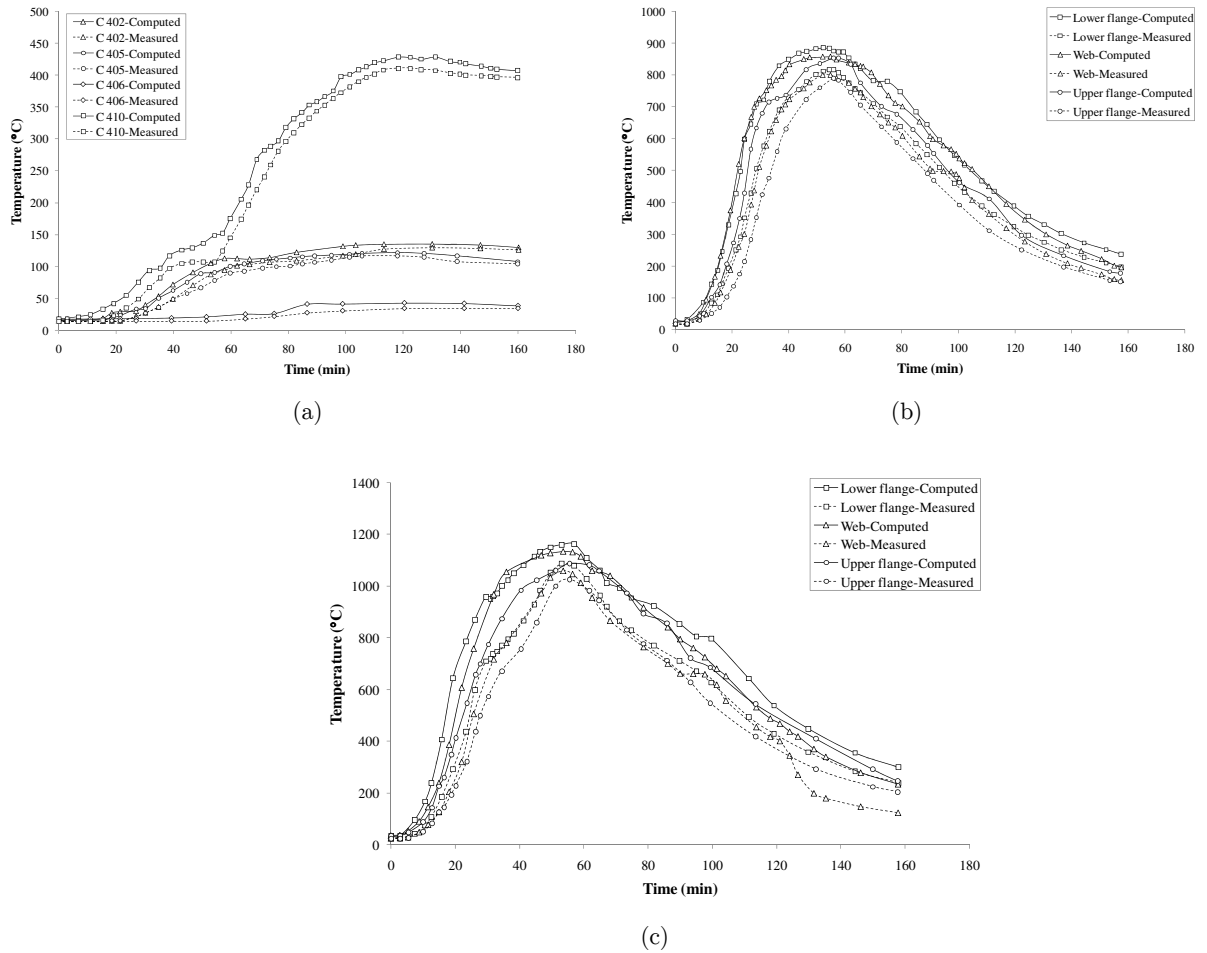 500
450
400
350
300
250
200
150
100
50
0
Temperature (°C)
C 402-Computed
C 402-Measured
C 405-Computed
C 405-Measured
C 406-Computed
C 406-Measured
C 410-Computed
C 410-Measured
0 20 40 60 80 100 120 140 160 180
Time (min)
(a)
1000
900
800
700
600
500
400
300
200
100
0
Temperature (°C)
Lower flange-Computed
Lower flange-Measured
Web-Computed
Web-Measured
Upper flange-Computed
Upper flange-Measured
0 20 40 60 80 100 120 140 160 180
Time (min)
(b)
1400
1200
1000
800
600
400
200
0
Temperature (°C)
Lower flange-Computed
Lower flange-Measured
Web-Computed
Web-Measured
Upper flange-Computed
Upper flange-Measured
0 20 40 60 80 100 120 140 160 180
Time (min)
(c)